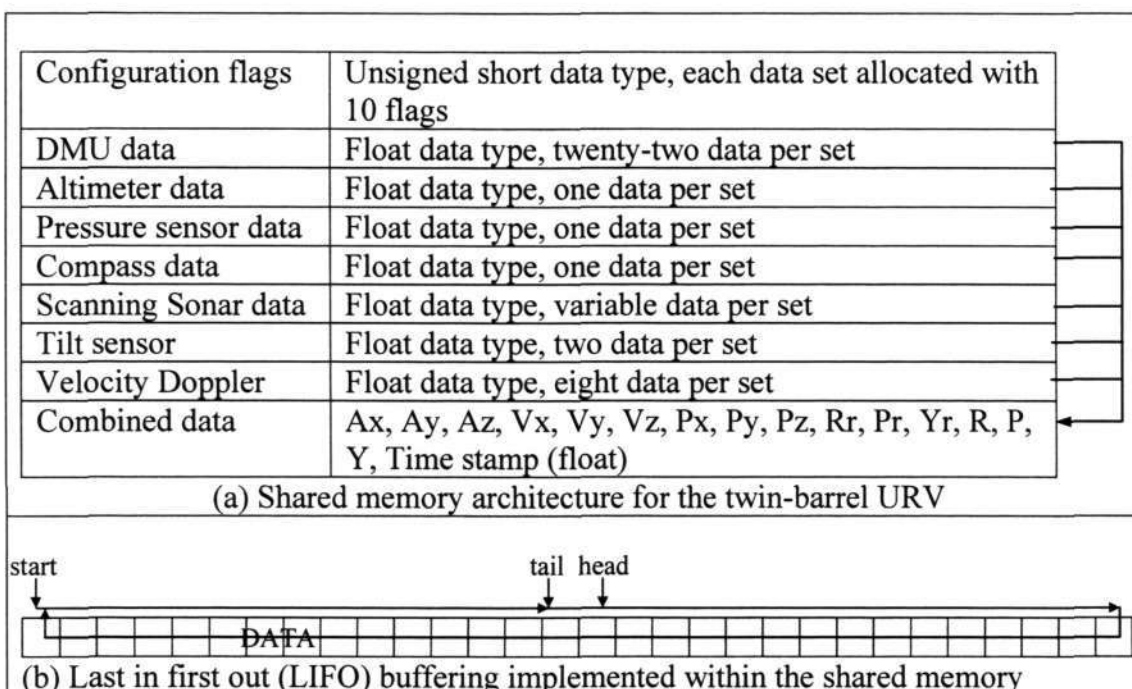 Configuration flags Unsigned short data type, each data set allocated with
10 flags
DMU data Float data type, twenty-two data per set
Altimeter data Float data type, one data per set
Pressure sensor data Float data type, one data per set
Compass data Float data type, one data per set
Scanning Sonar data Float data type, variable data per set
Tilt sensor Float data type, two data per set
Velocity Doppler Float data type, eight data per set
Combined data Ax, Ay, Az, Vx, Vy, Vz, Px, Py, Pz, Rr, Pr, Yr, R, P,
Y, Time stamp (float)
(a) Shared memory architecture for the twin-barrel URV
start tail head
DATA
(b) Last in first out (LIFO) buffering implemented within the shared memory